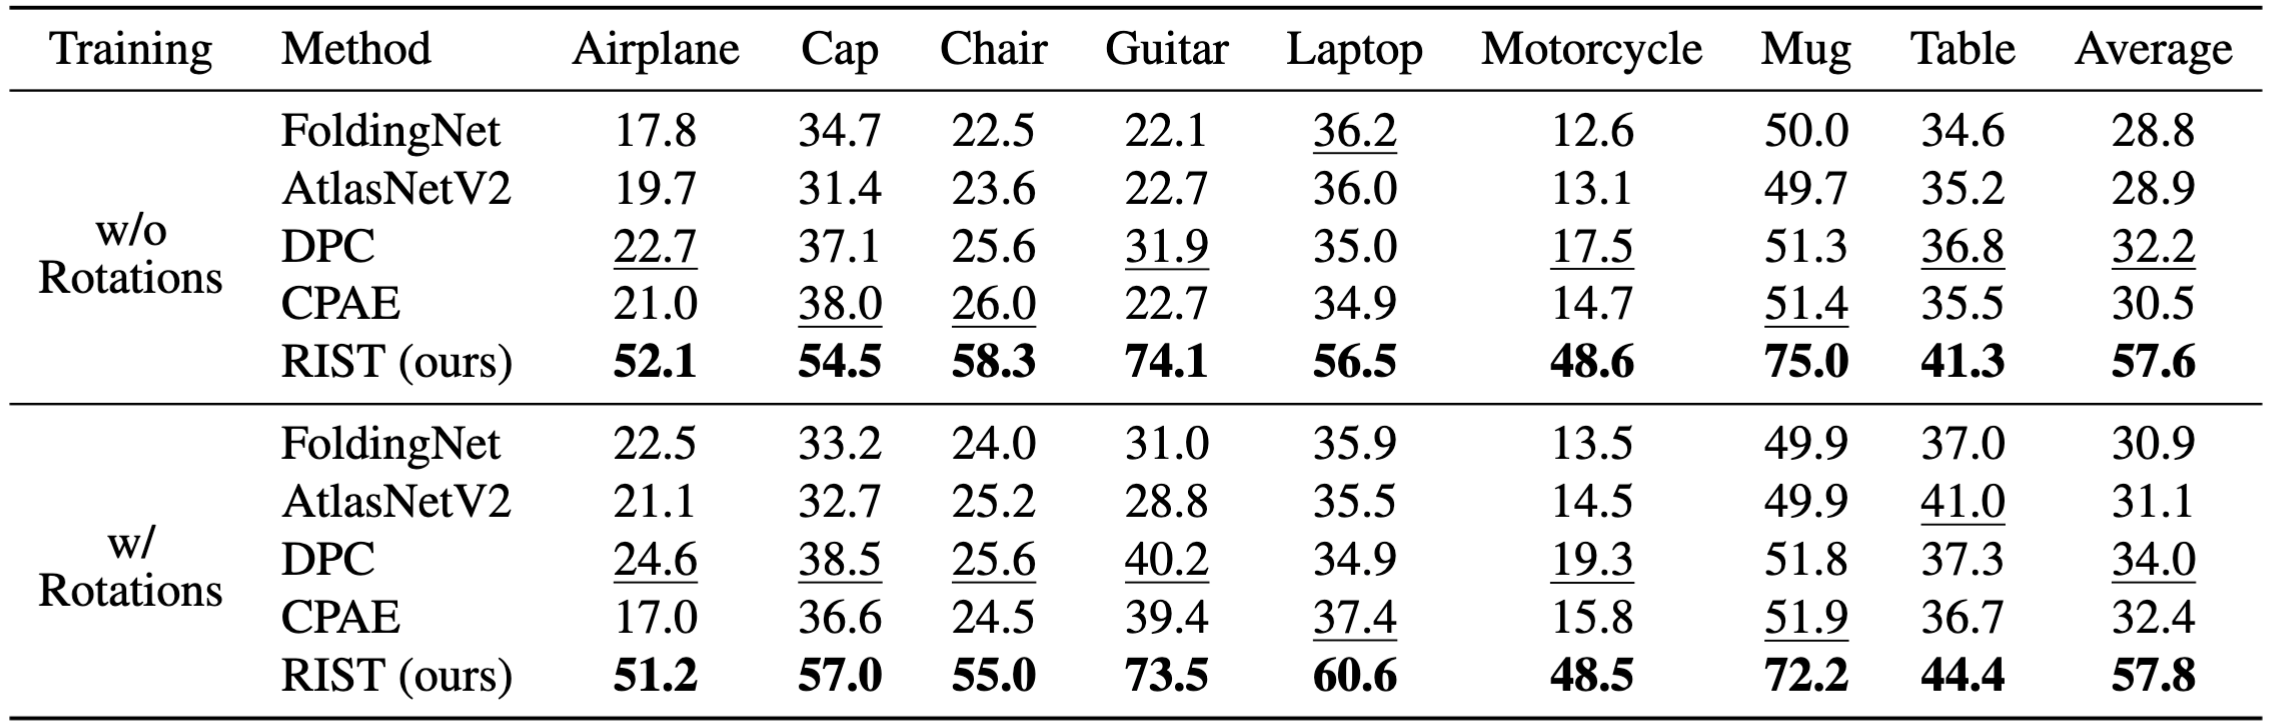 Training Method Airplane Cap Chair Guitar Laptop Motorcycle Mug Table Average
w/o Rotations
FoldingNet 17.8 34.7 22.5 22.1 36.2 12.6 50.0 34.6 28.8
AtlasNetV2 19.7 31.4 23.6 22.7 36.0 13.1 49.7 35.2 28.9
DPC 22.7 37.1 25.6 31.9 35.0 17.5 51.3 36.8 32.2
CPAE 21.0 38.0 26.0 22.7 34.9 14.7 51.4 35.5 30.5
RIST (ours) 52.1 54.5 58.3 74.1 56.5 48.6 75.0 41.3 57.6
w/ Rotations
FoldingNet 22.5 33.2 24.0 31.0 35.9 13.5 49.9 37.0 30.9
AtlasNetV2 21.1 32.7 25.2 28.8 35.5 14.5 49.9 41.0 31.1
DPC 24.6 38.5 25.6 40.2 34.9 19.3 51.8 37.3 34.0
CPAE 17.0 36.6 24.5 39.4 37.4 15.8 51.9 36.7 32.4
RIST (ours) 51.2 57.0 55.0 73.5 60.6 48.5 72.2 44.4 57.8